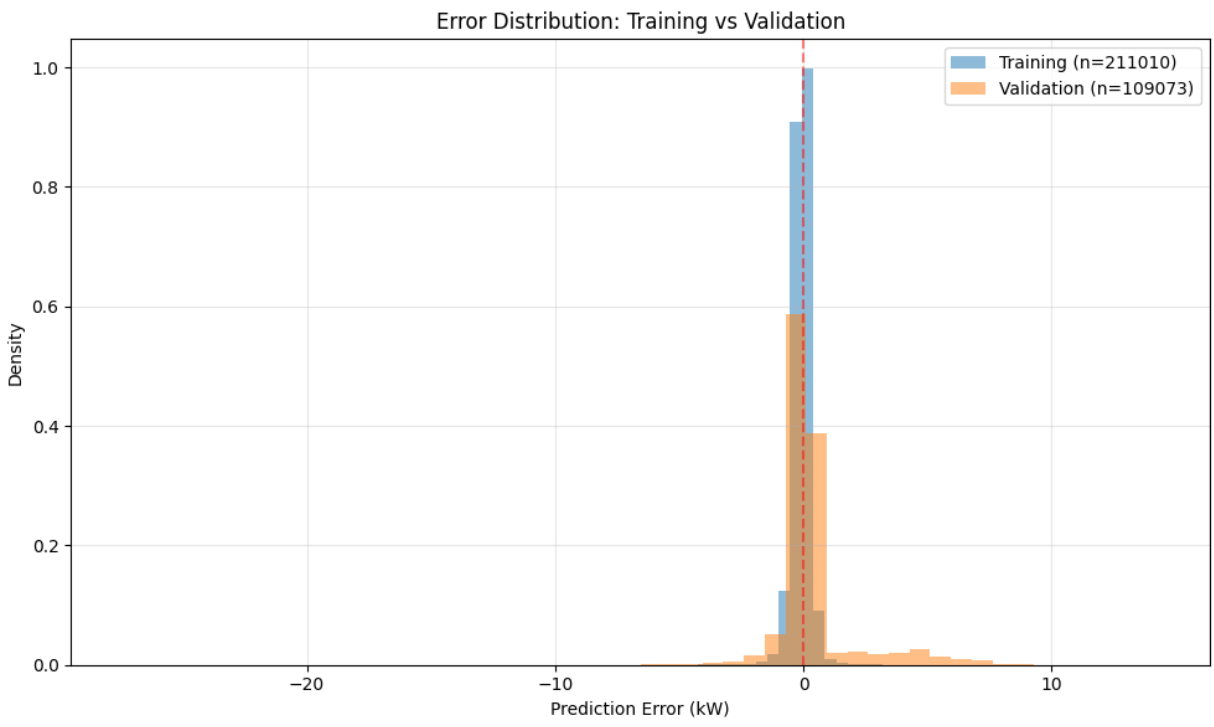 Error Distribution: Training vs Validation
Training (n=211010)
Validation (n=109073)
1.0
0.8
0.6
0.4
0.2
0.0
Density
−20
−10
0
10
Prediction Error (kW)